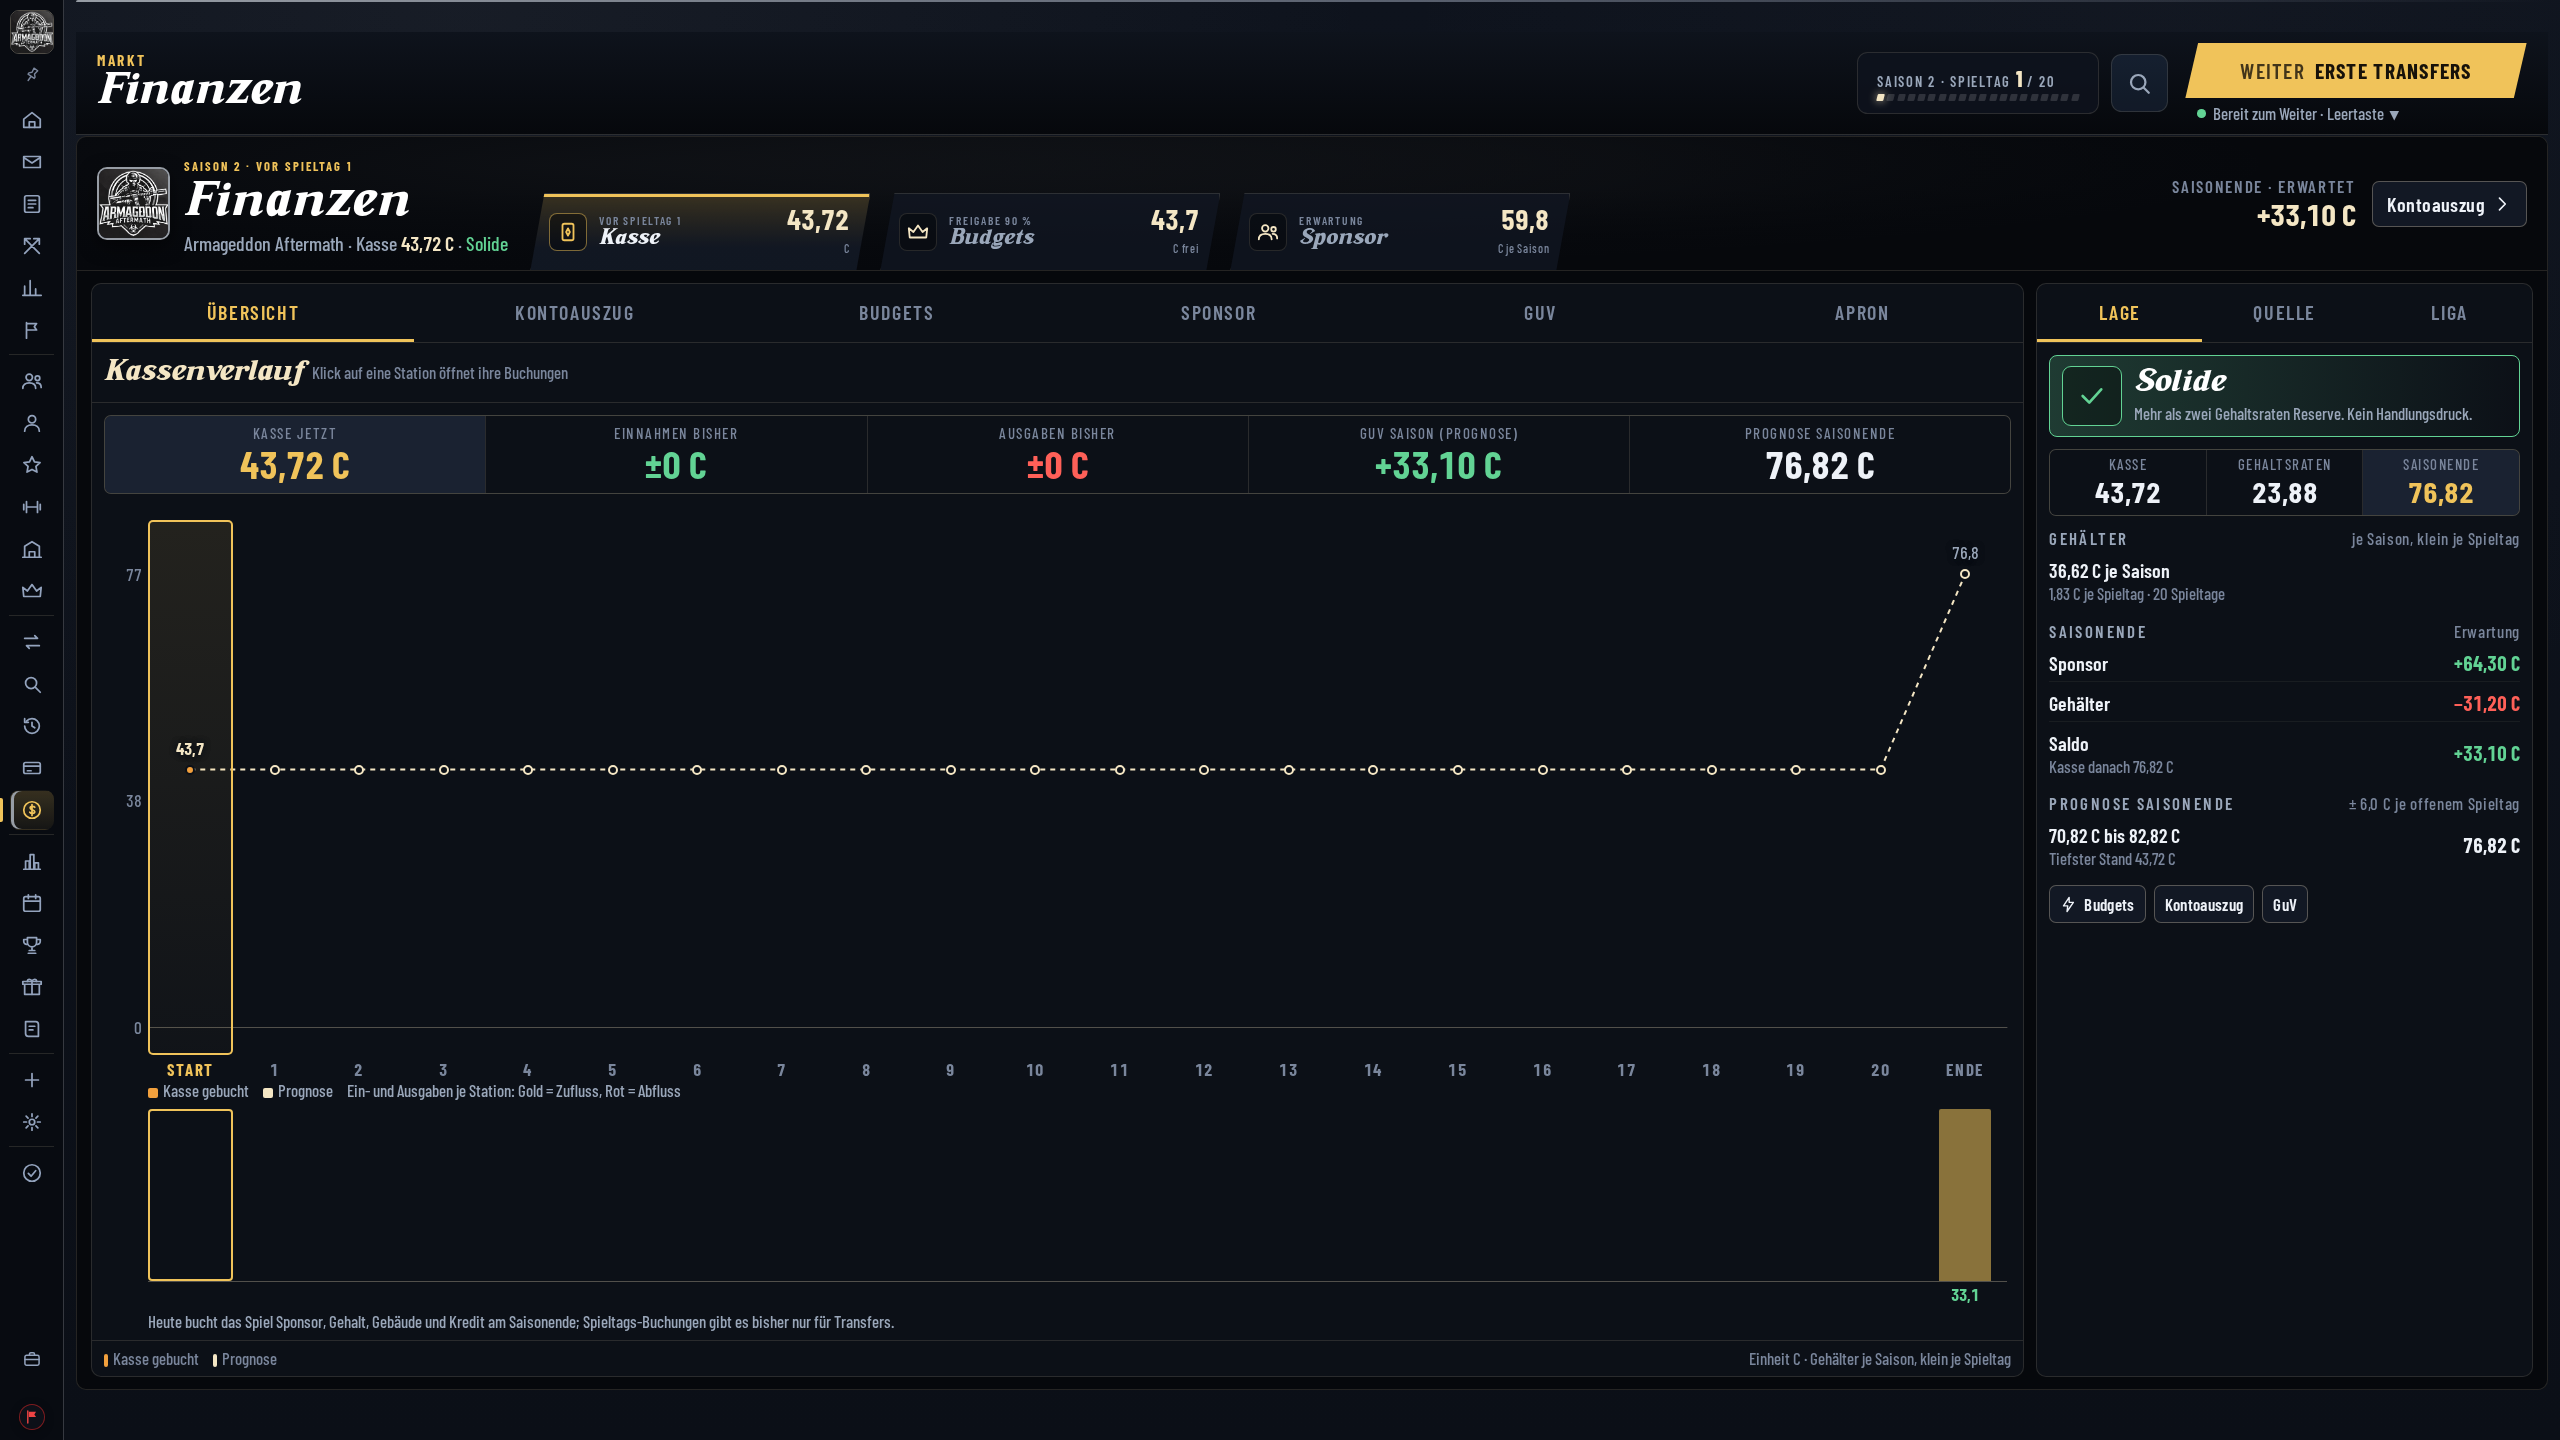 ARMAGEDDON
MARKT
Finanzen
SAISON 2 · SPIELTAG 1 / 20
WEITER ERSTE TRANSFERS
Bereit zum Weiter · Leertaste ▼
ARMAGEDDON
AFTERMATH
SAISON 2 · VOR SPIELTAG 1
Finanzen
Armageddon Aftermath · Kasse 43,72 C · Solide
VOR SPIELTAG 1
Kasse
43,72
C
FREIGABE 90 %
Budgets
43,7
C frei
ERWARTUNG
Sponsor
59,8
C je Saison
SAISONENDE · ERWARTET
+33,10 C
Kontoauszug
ÜBERSICHT
KONTOAUSZUG
BUDGETS
SPONSOR
GUV
APRON
Kassenverlauf Klick auf eine Station öffnet ihre Buchungen
KASSE JETZT
43,72 C
EINNAHMEN BISHER
±0 C
AUSGABEN BISHER
±0 C
GUV SAISON (PROGNOSE)
+33,10 C
PROGNOSE SAISONENDE
76,82 C
77
38
0
43,7
76,8
START 1 2 3 4 5 6 7 8 9 10 11 12 13 14 15 16 17 18 19 20 ENDE
Kasse gebucht Prognose Ein- und Ausgaben je Station: Gold = Zufluss, Rot = Abfluss
33,1
Heute bucht das Spiel Sponsor, Gehalt, Gebäude und Kredit am Saisonende; Spieltags-Buchungen gibt es bisher nur für Transfers.
Kasse gebucht Prognose
Einheit C · Gehälter je Saison, klein je Spieltag
LAGE
QUELLE
LIGA
Solide
Mehr als zwei Gehaltsraten Reserve. Kein Handlungsdruck.
KASSE
43,72
GEHALTSRATEN
23,88
SAISONENDE
76,82
GEHÄLTER
je Saison, klein je Spieltag
36,62 C je Saison
1,83 C je Spieltag · 20 Spieltage
SAISONENDE
Erwartung
Sponsor
+64,30 C
Gehälter
−31,20 C
Saldo
Kasse danach 76,82 C
+33,10 C
PROGNOSE SAISONENDE
± 6,0 C je offenem Spieltag
70,82 C bis 82,82 C
Tiefster Stand 43,72 C
76,82 C
Budgets
Kontoauszug
GuV